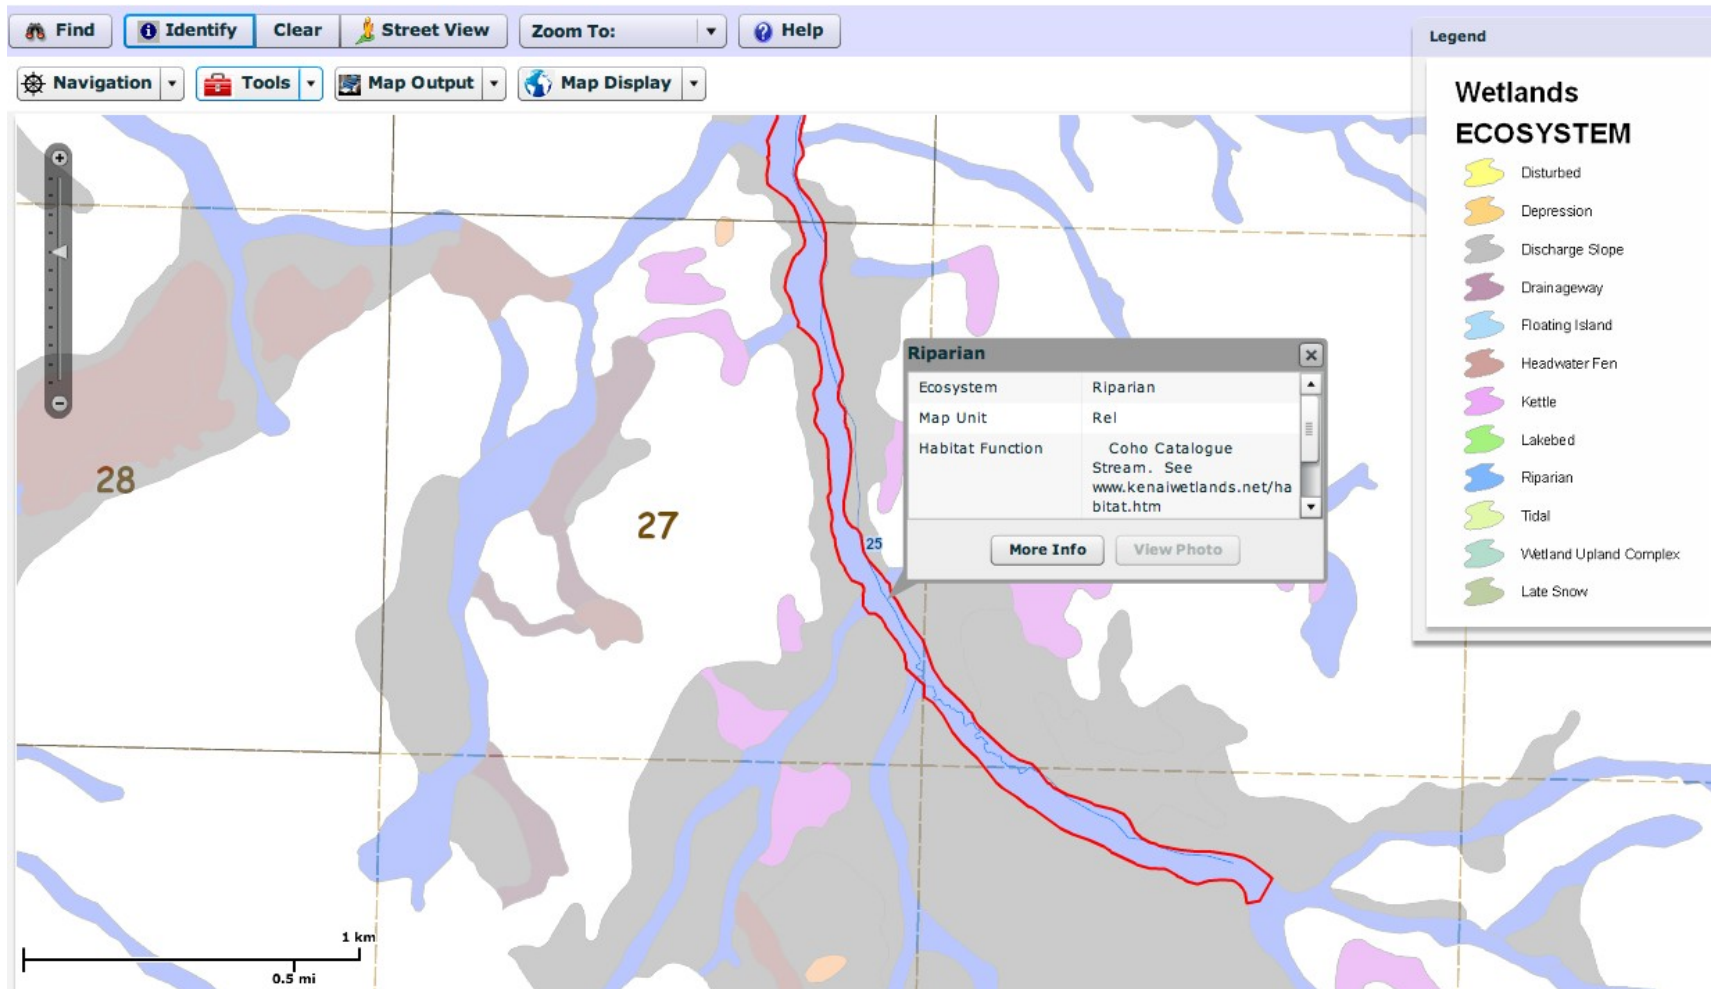 Find
Identify
Clear
Street View
Zoom To:
Help
Navigation
Tools
Map Output
Map Display
Legend
Wetlands
ECOSYSTEM
Disturbed
Depression
Discharge Slope
Drainageway
Floating Island
Headwater Fen
Kettle
Lakebed
Riparian
Tidal
Wetland Upland Complex
Late Snow
Riparian
Ecosystem Riparian
Map Unit Rel
Habitat Function Coho Catalogue
Stream. See
www.kenaiwetlands.net/ha
bitat.htm
More Info
View Photo
28
27
25
1 km
0.5 mi